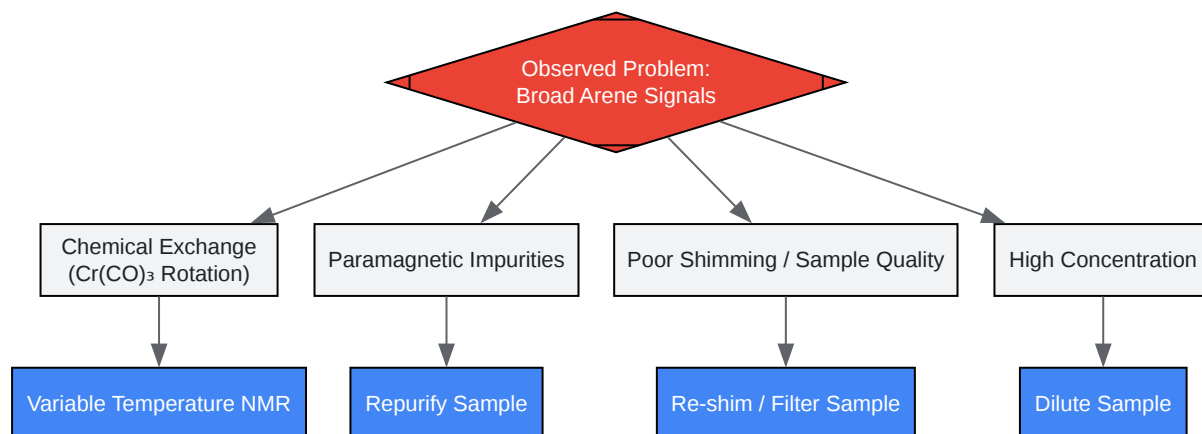 Observed Problem:
Broad Arene Signals
Chemical Exchange
(Cr(CO)₃ Rotation)
Paramagnetic Impurities
Poor Shimming / Sample Quality
High Concentration
Variable Temperature NMR
Repurify Sample
Re-shim / Filter Sample
Dilute Sample